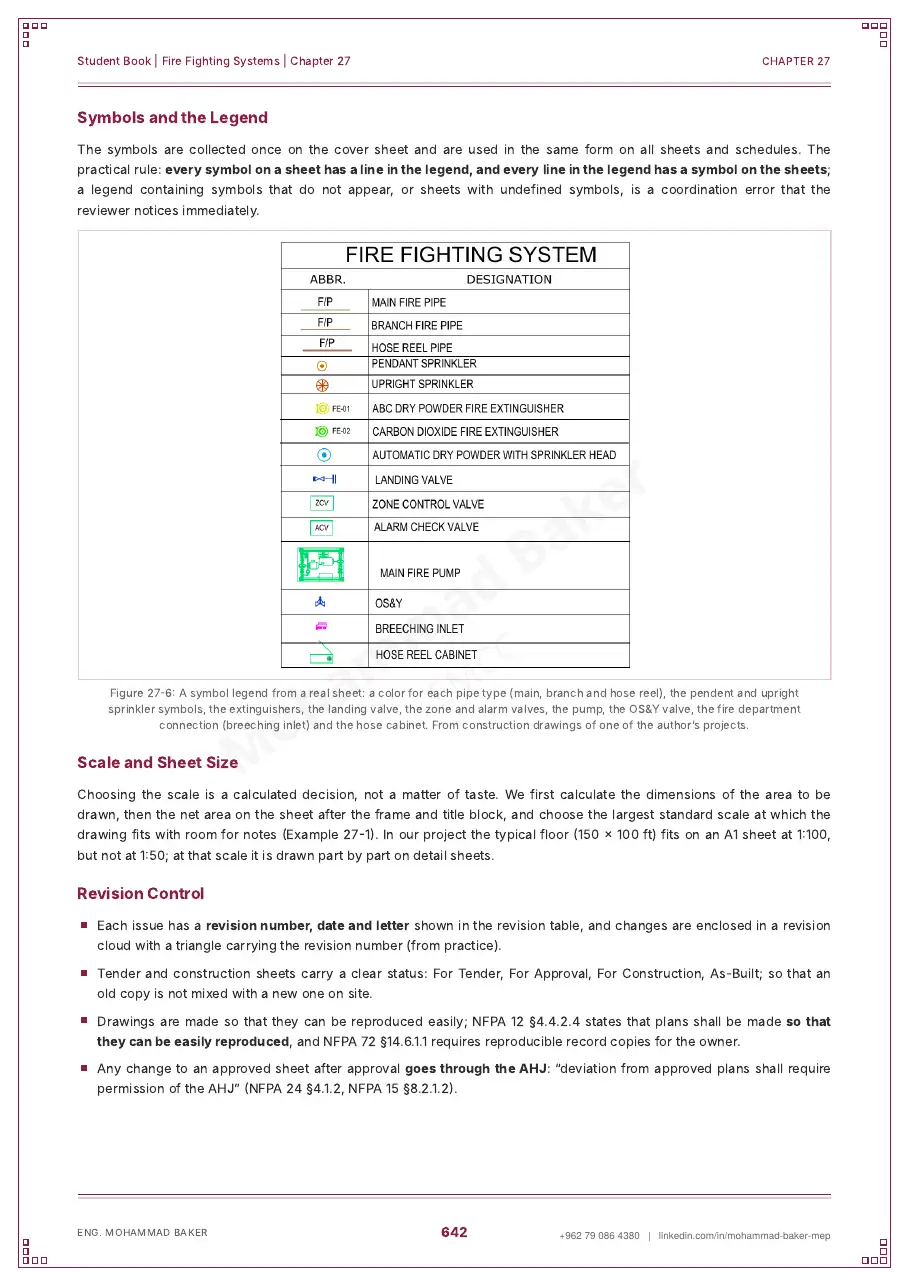 Student Book | Fire Fighting Systems | Chapter 27
CHAPTER 27
Symbols and the Legend
The symbols are collected once on the cover sheet and are used in the same form on all sheets and schedules. The
practical rule: every symbol on a sheet has a line in the legend, and every line in the legend has a symbol on the sheets;
a legend containing symbols that do not appear, or sheets with undefined symbols, is a coordination error that the
reviewer notices immediately.
FIRE FIGHTING SYSTEM
ABBR. DESIGNATION
F/P MAIN FIRE PIPE
F/P BRANCH FIRE PIPE
F/P HOSE REEL PIPE
PENDANT SPRINKLER
UPRIGHT SPRINKLER
FE-01 ABC DRY POWDER FIRE EXTINGUISHER
FE-02 CARBON DIOXIDE FIRE EXTINGUISHER
AUTOMATIC DRY POWDER WITH SPRINKLER HEAD
LANDING VALVE
ZCV ZONE CONTROL VALVE
ACV ALARM CHECK VALVE
MAIN FIRE PUMP
OS&Y
BREECHING INLET
HOSE REEL CABINET
Mohammad Baker
Figure 27-6: A symbol legend from a real sheet: a color for each pipe type (main, branch and hose reel), the pendent and upright
sprinkler symbols, the extinguishers, the landing valve, the zone and alarm valves, the pump, the OS&Y valve, the fire department
connection (breeching inlet) and the hose cabinet. From construction drawings of one of the author's projects.
Scale and Sheet Size
Choosing the scale is a calculated decision, not a matter of taste. We first calculate the dimensions of the area to be
drawn, then the net area on the sheet after the frame and title block, and choose the largest standard scale at which the
drawing fits with room for notes (Example 27-1). In our project the typical floor (150 × 100 ft) fits on an A1 sheet at 1:100,
but not at 1:50; at that scale it is drawn part by part on detail sheets.
Revision Control
Each issue has a revision number, date and letter shown in the revision table, and changes are enclosed in a revision
cloud with a triangle carrying the revision number (from practice).
Tender and construction sheets carry a clear status: For Tender, For Approval, For Construction, As-Built; so that an
old copy is not mixed with a new one on site.
Drawings are made so that they can be reproduced easily; NFPA 12 §4.4.2.4 states that plans shall be made so that
they can be easily reproduced, and NFPA 72 §14.6.1.1 requires reproducible record copies for the owner.
Any change to an approved sheet after approval goes through the AHJ: “deviation from approved plans shall require
permission of the AHJ” (NFPA 24 §4.1.2, NFPA 15 §8.2.1.2).
ENG. MOHAMMAD BAKER
642
+962 79 086 4380 | linkedin.com/in/mohammad-baker-mep